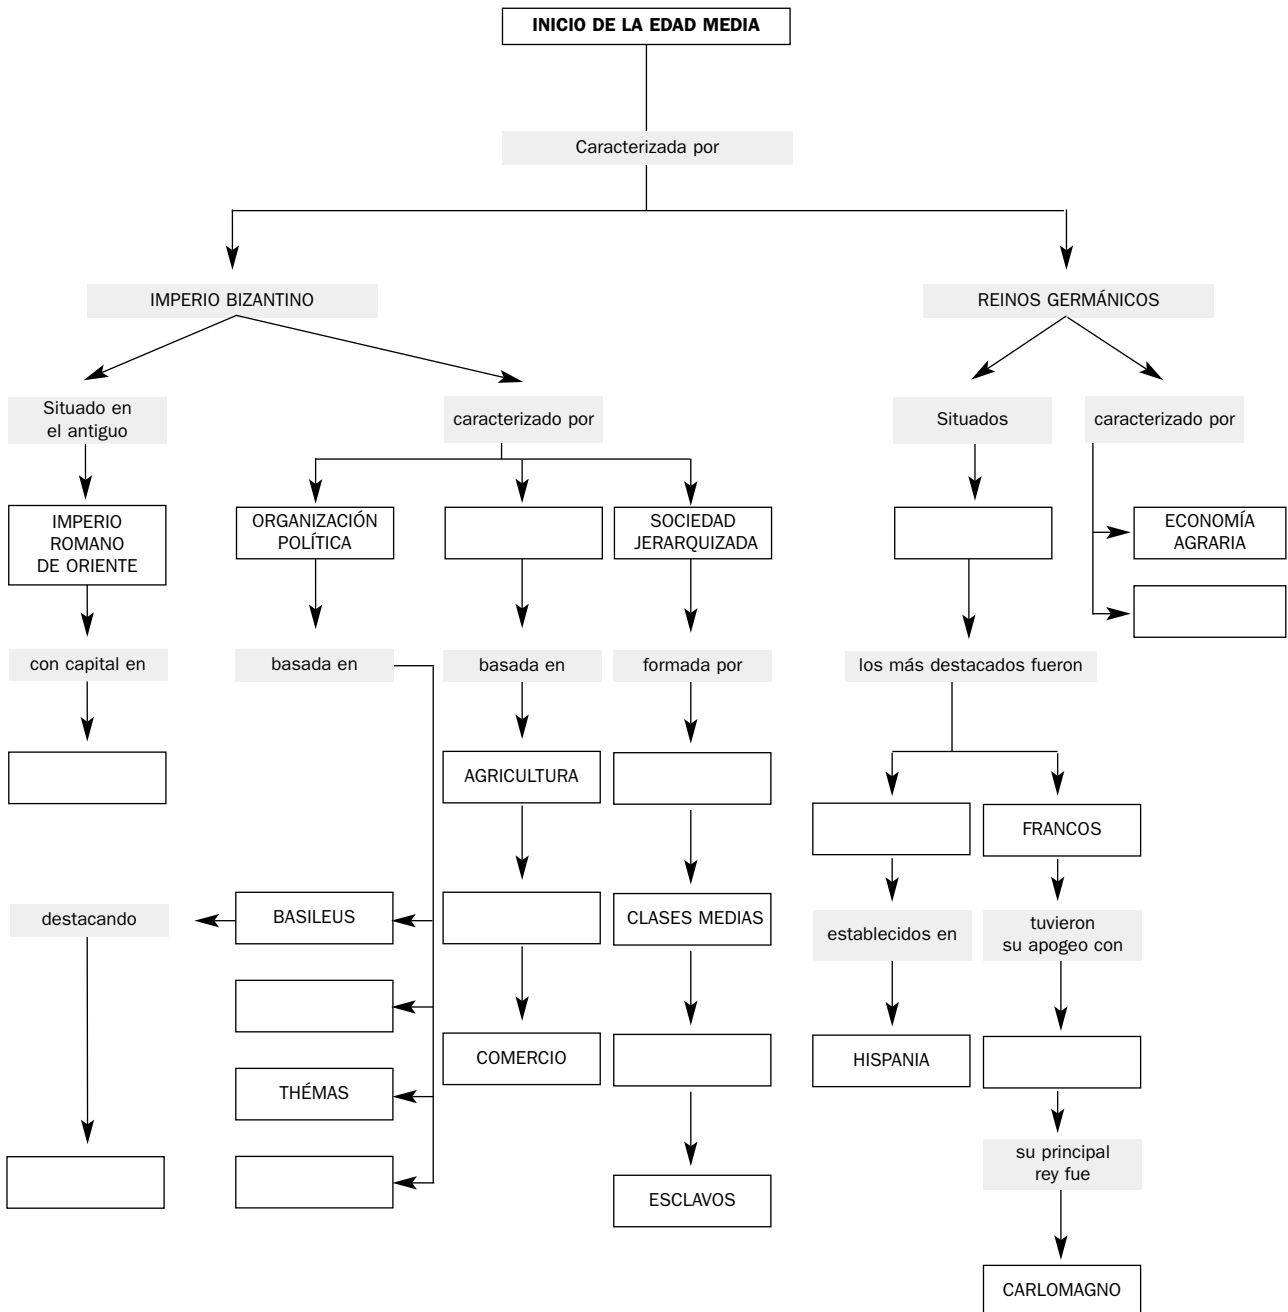 INICIO DE LA EDAD MEDIA
Caracterizada por
IMPERIO BIZANTINO
REINOS GERMÁNICOS
Situado en
el antiguo
caracterizado por
Situados
caracterizado por
IMPERIO
ROMANO
DE ORIENTE
ORGANIZACIÓN
POLÍTICA
SOCIEDAD
JERARQUIZADA
ECONOMÍA
AGRARIA
con capital en
basada en
basada en
formada por
los más destacados fueron
AGRICULTURA
FRANCOS
destacando
BASILEUS
CLASES MEDIAS
establecidos en
tuvieron
su apogeo con
THÉMAS
COMERCIO
HISPANIA
su principal
rey fue
ESCLAVOS
CARLOMAGNO